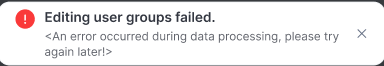 Editing user groups failed.
<An error occurred during data processing, please try
again later!>